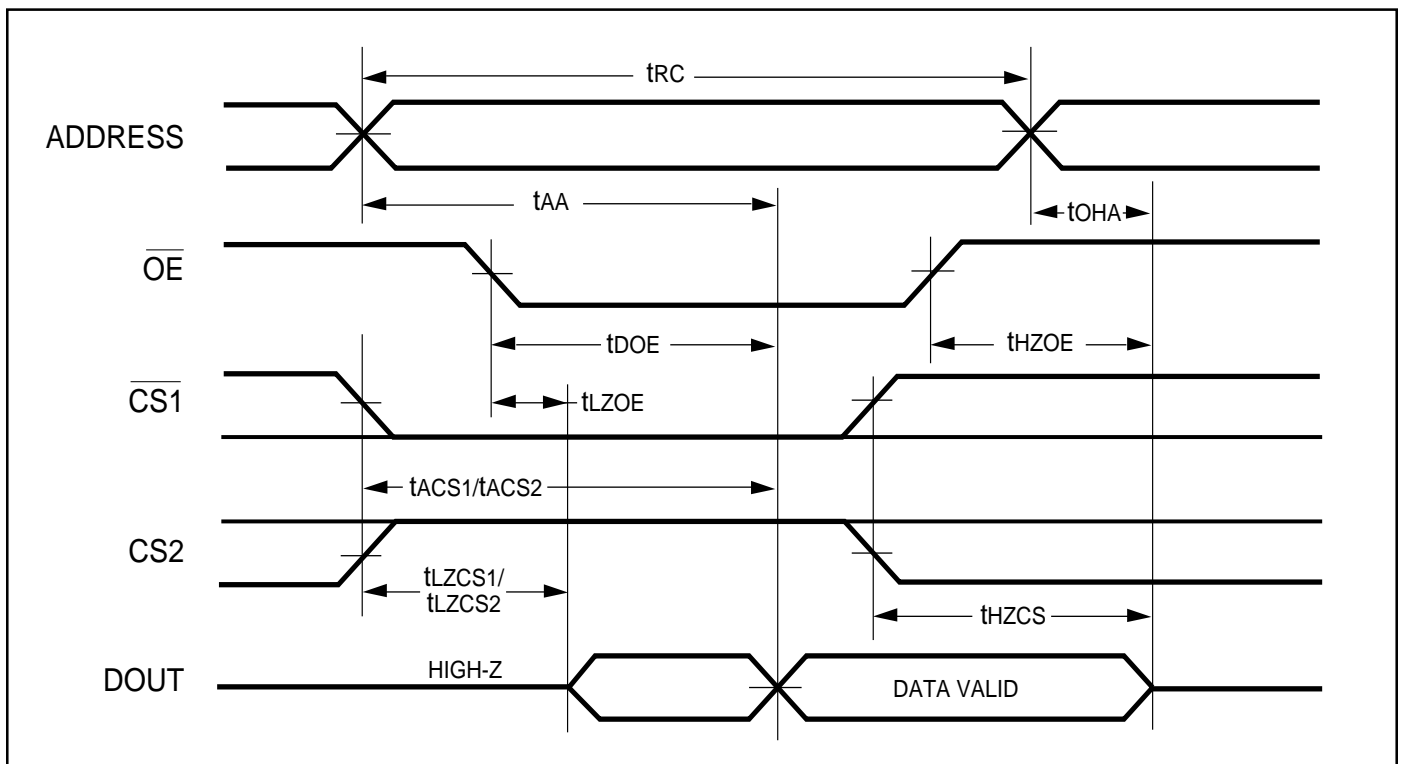 tRC
ADDRESS
tAA
tOHA
OE
tDOE
tHZOE
CS1
tLZOE
tACS1/tACS2
CS2
tLZCS1/
tLZCS2
tHZCS
DOUT
HIGH-Z
DATA VALID